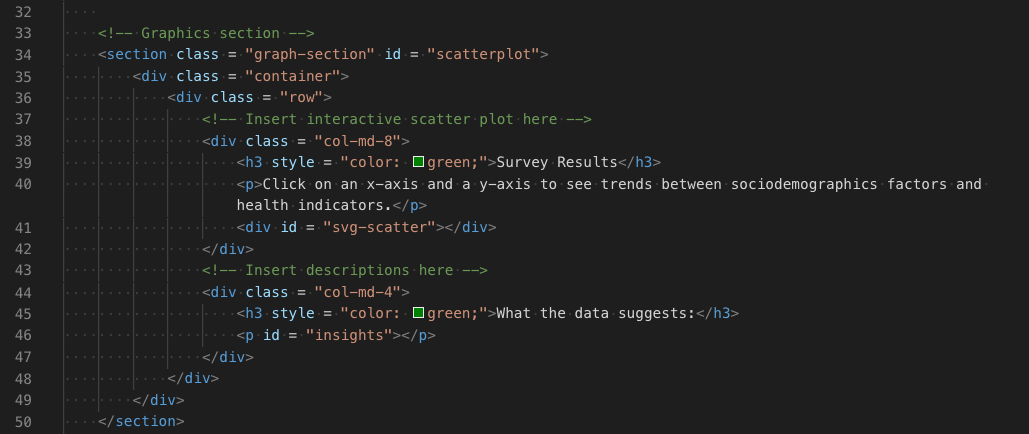 32
33 <!-- Graphics section -->
34 <section class = "graph-section" id = "scatterplot">
35 <div class = "container">
36 <div class = "row">
37 <!-- Insert interactive scatter plot here -->
38 <div class = "col-md-8">
39 <h3 style = "color: green;">Survey Results</h3>
40 <p>Click on an x-axis and a y-axis to see trends between sociodemographics factors and
health indicators.</p>
41 <div id = "svg-scatter"></div>
42 </div>
43 <!-- Insert descriptions here -->
44 <div class = "col-md-4">
45 <h3 style = "color: green;">What the data suggests:</h3>
46 <p id = "insights"></p>
47 </div>
48 </div>
49 </div>
50 </section>